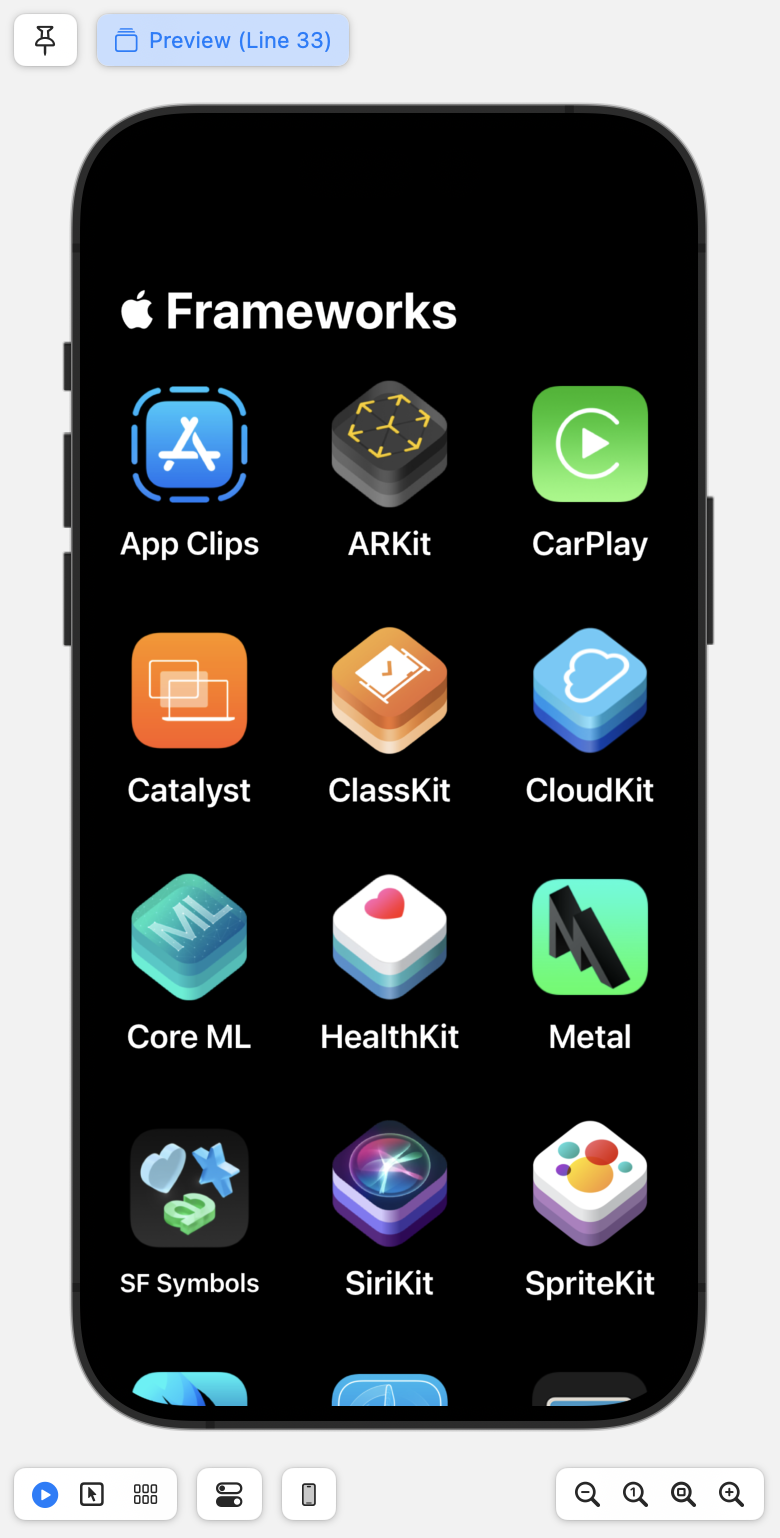 Preview (Line 33)
Frameworks
App Clips
ARKit
CarPlay
Catalyst
ClassKit
CloudKit
ML
Core ML
HealthKit
Metal
a
SF Symbols
SiriKit
SpriteKit
1